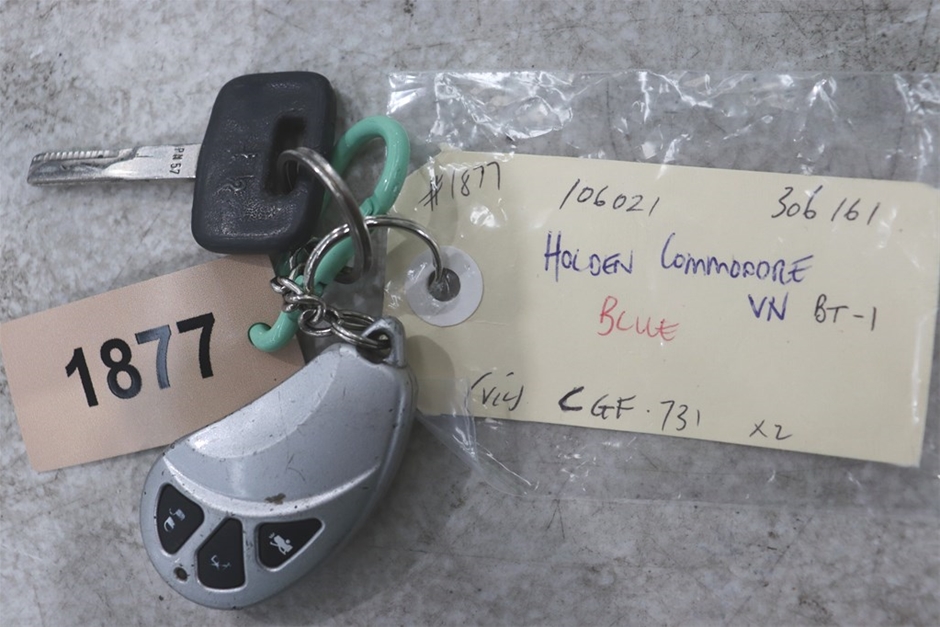 #1877 106021 306161
HOLDEN COMMODORE
BLUE VN BT-1
(Vic) CGF·731 x2
1877